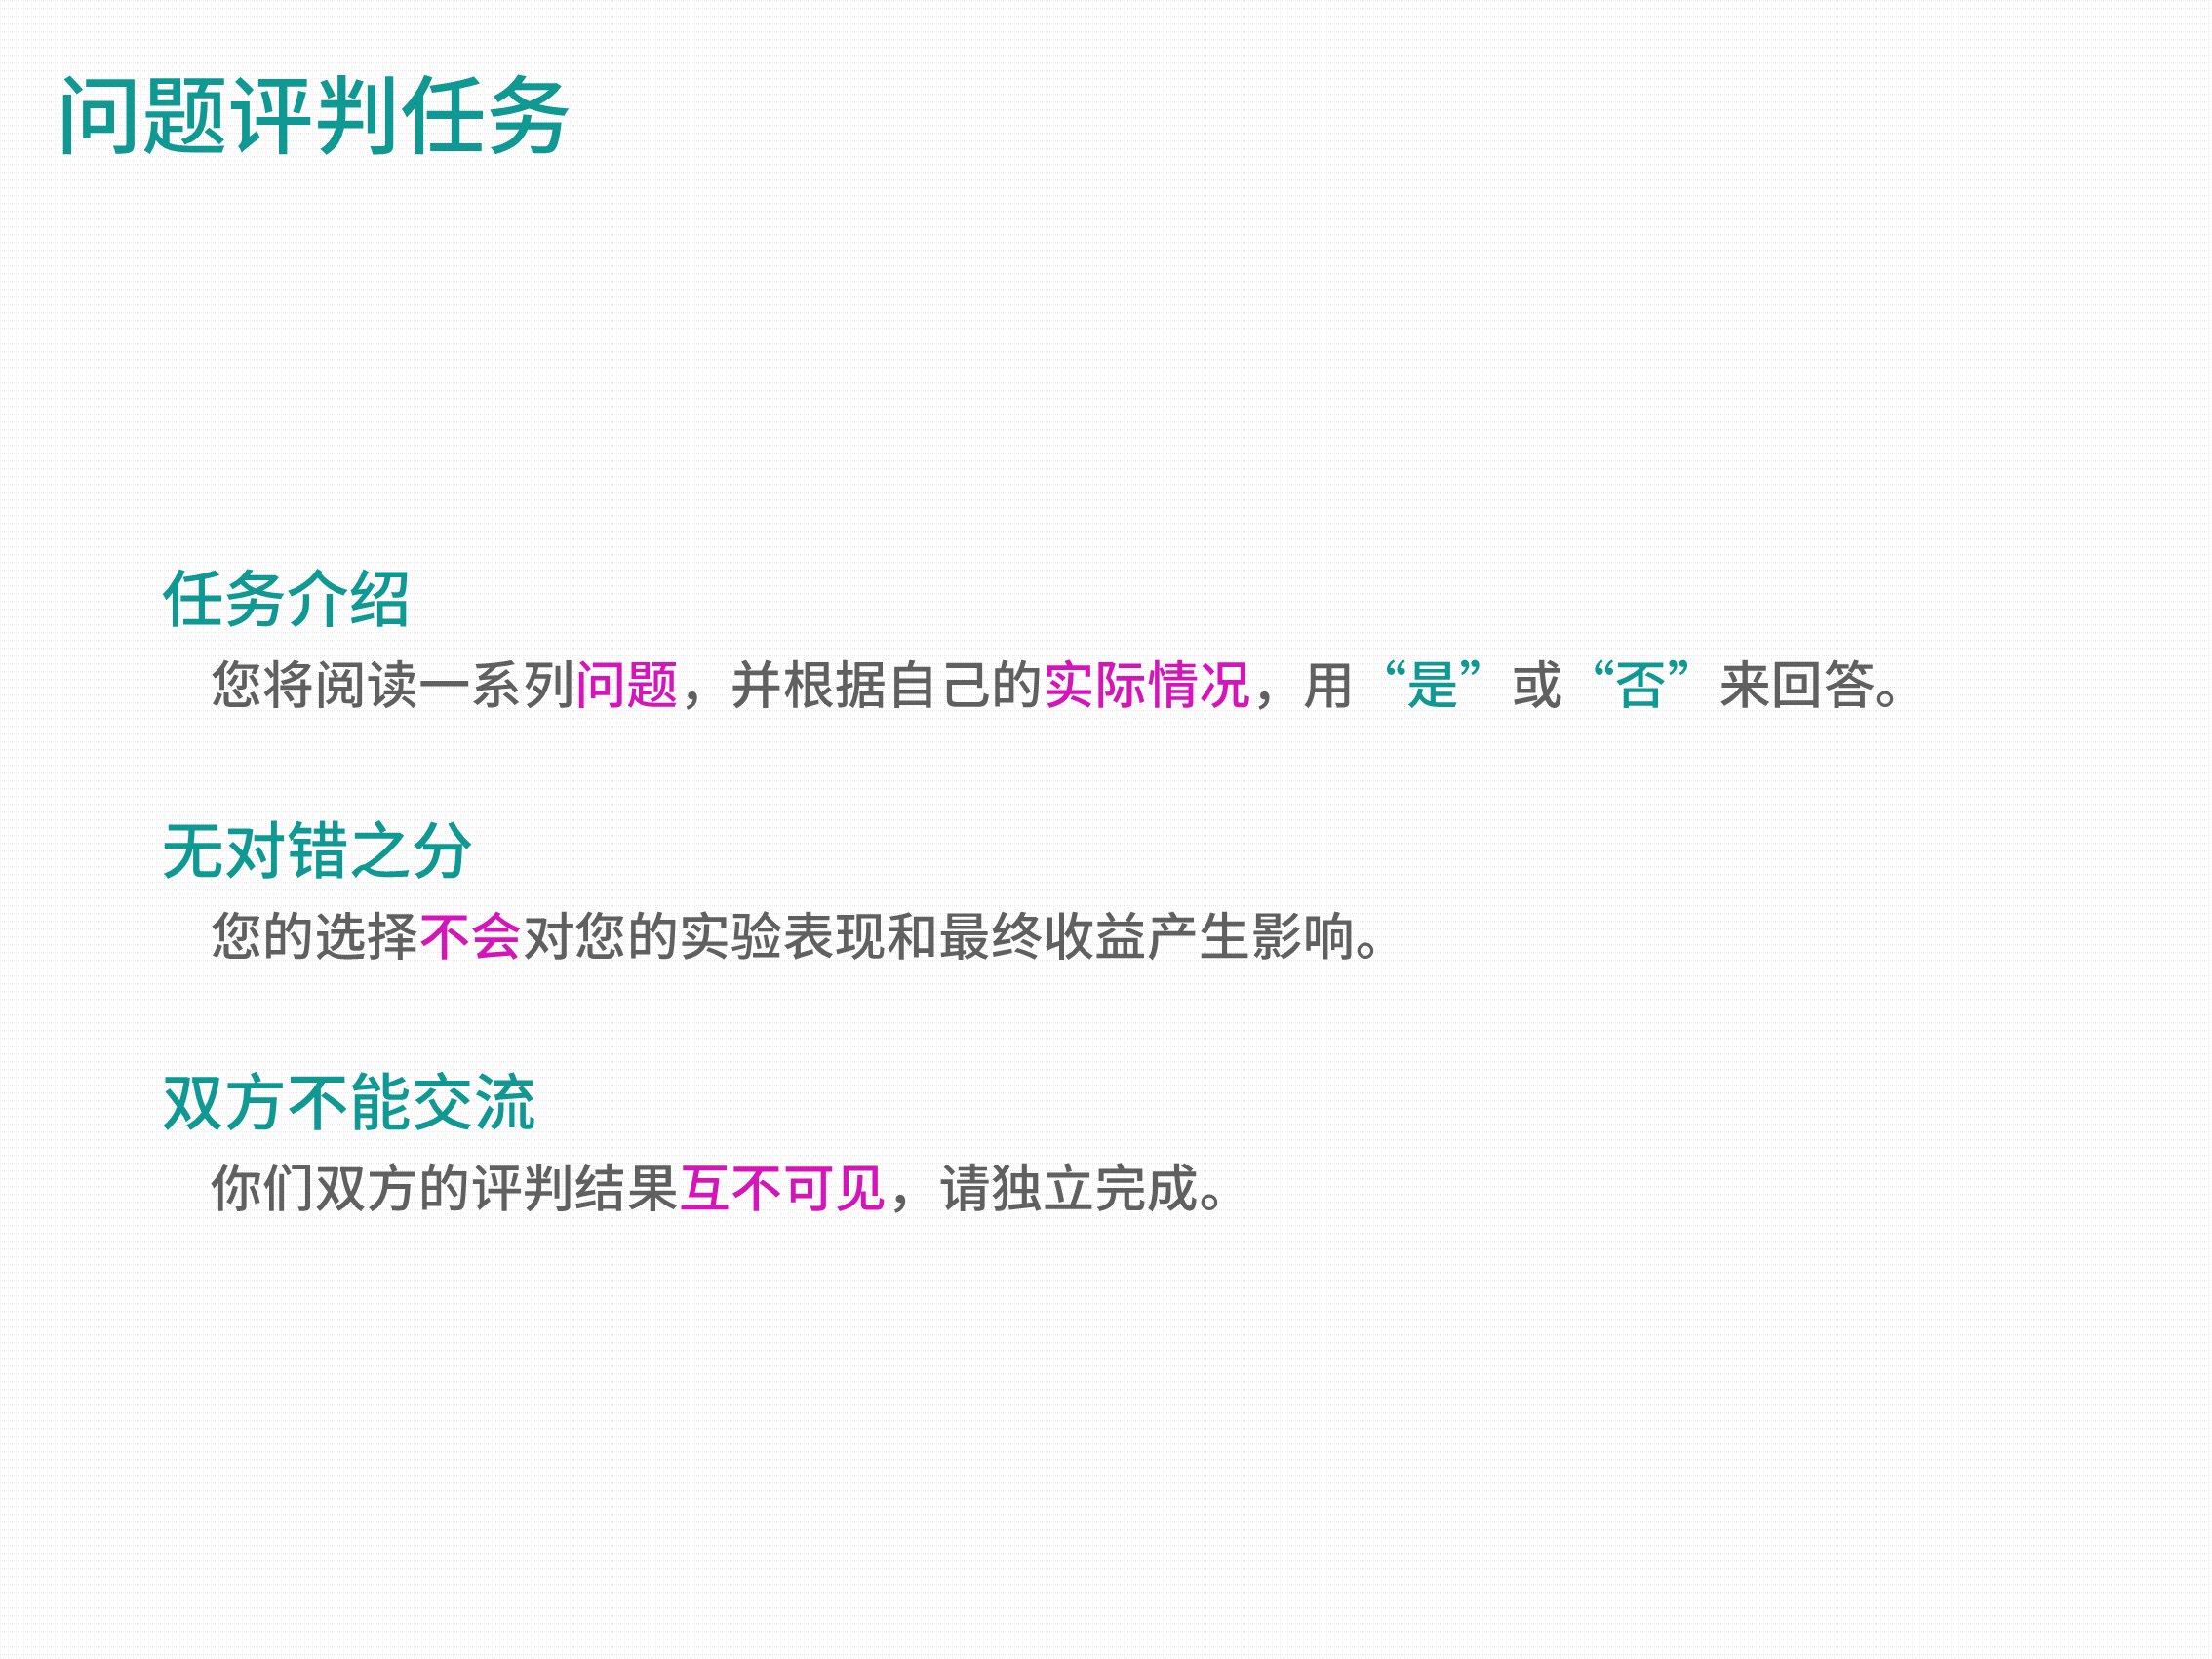 问题评判任务
任务介绍
您将阅读一系列问题，并根据自己的实际情况，用“是”或“否”来回答。
无对错之分
您的选择不会对您的实验表现和最终收益产生影响。
双方不能交流
你们双方的评判结果互不可见，请独立完成。